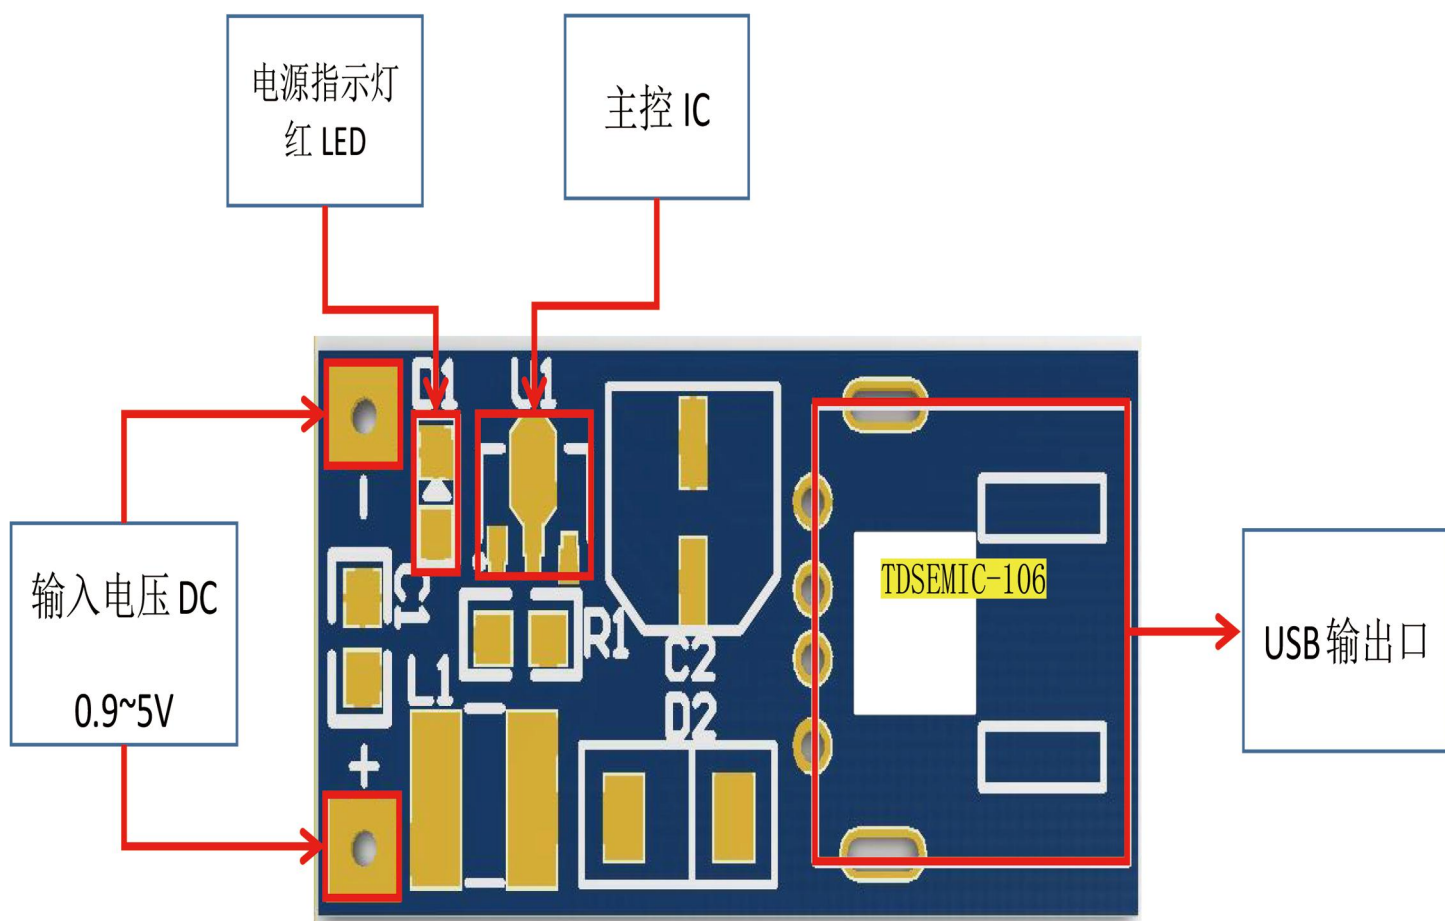 电源指示灯
红 LED
主控 IC
D1
U1
-
输入电压 DC
0.9~5V
C1
R1
L1
C2
D2
+
TDSEMIC-106
USB 输出口